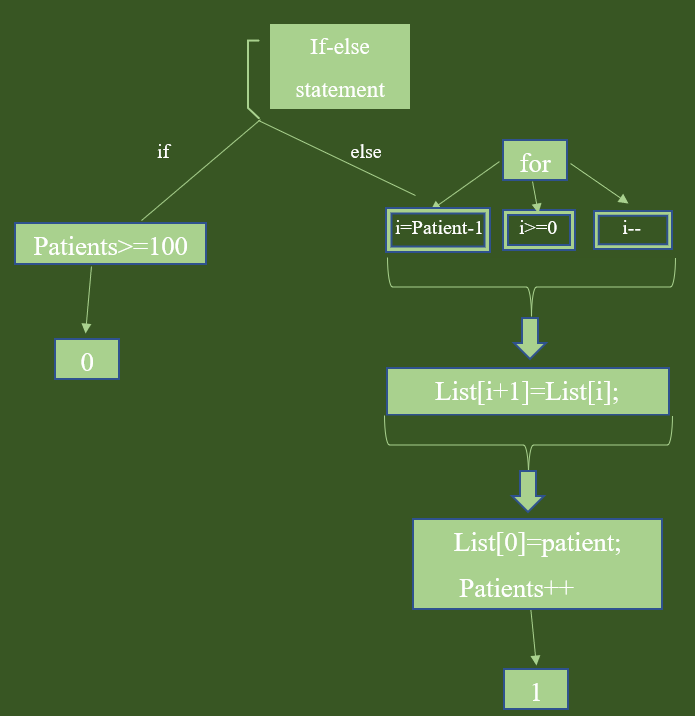 If-else
statement
if
else
for
Patients>=100
i=Patient-1
i>=0
i--
0
List[i+1]=List[i];
List[0]=patient;
Patients++
1